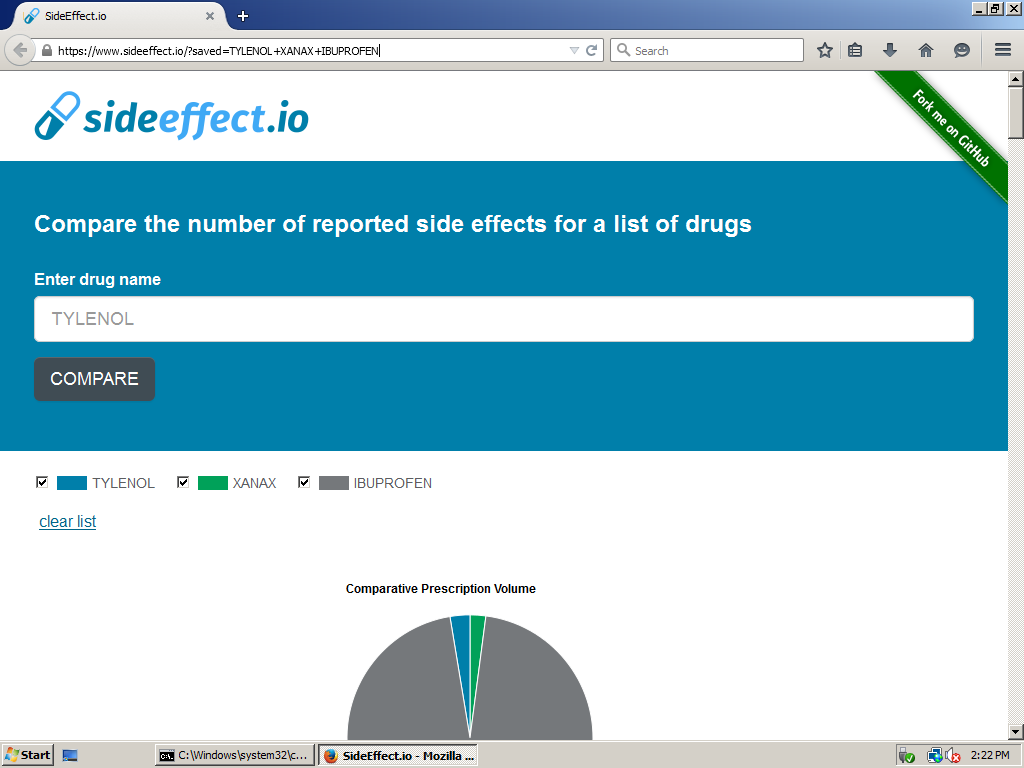 SideEffect.io
https://www.sideeffect.io/?saved=TYLENOL+XANAX+IBUPROFEN
Search
sideeffect.io
Fork me on GitHub
Compare the number of reported side effects for a list of drugs
Enter drug name
TYLENOL
COMPARE
TYLENOL XANAX IBUPROFEN
clear list
Comparative Prescription Volume
Start C:\Windows\system32\c... SideEffect.io - Mozilla ... 2:22 PM